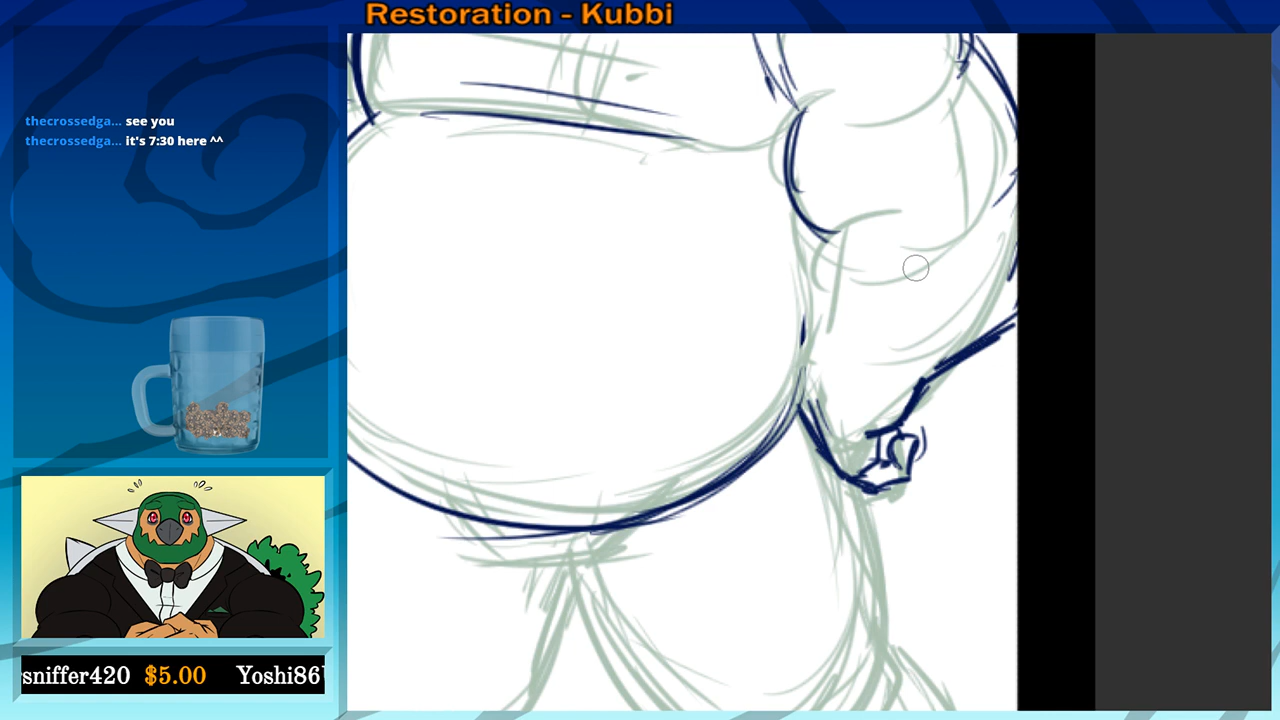 Restoration - Kubbi
thecrossedga... see you
thecrossedga... it's 7:30 here ^^
sniffer420 $5.00 Yoshi86